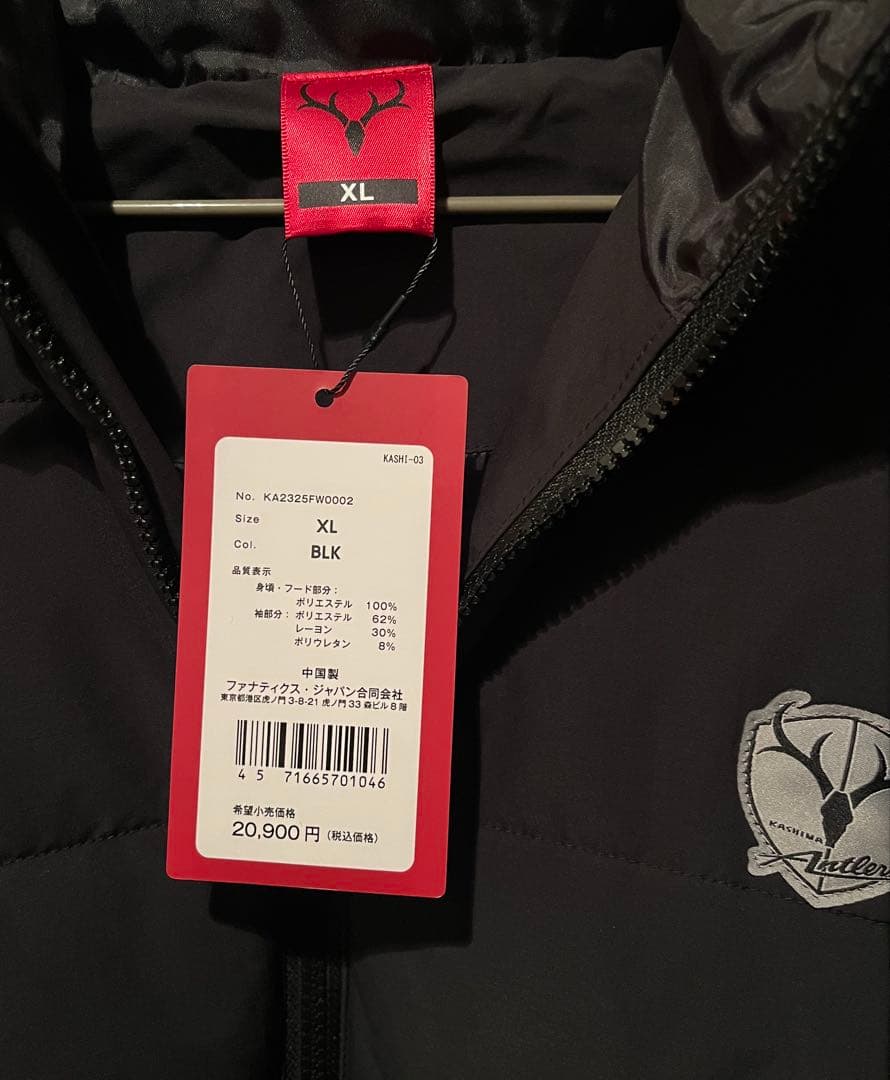 XL
KASHI-03
No. KA2325FW0002
Size XL
Col. BLK
品質表示
身頃・フード部分：
ポリエステル 100%
袖部分：ポリエステル 62%
レーヨン 30%
ポリウレタン 8%
中国製
ファナティクス・ジャパン合同会社
東京都港区虎ノ門 3-8-21 虎ノ門 33 森ビル 8 階
4 5 71665701046
希望小売価格
20,900 円（税込価格）
KASHIMA
Antlers